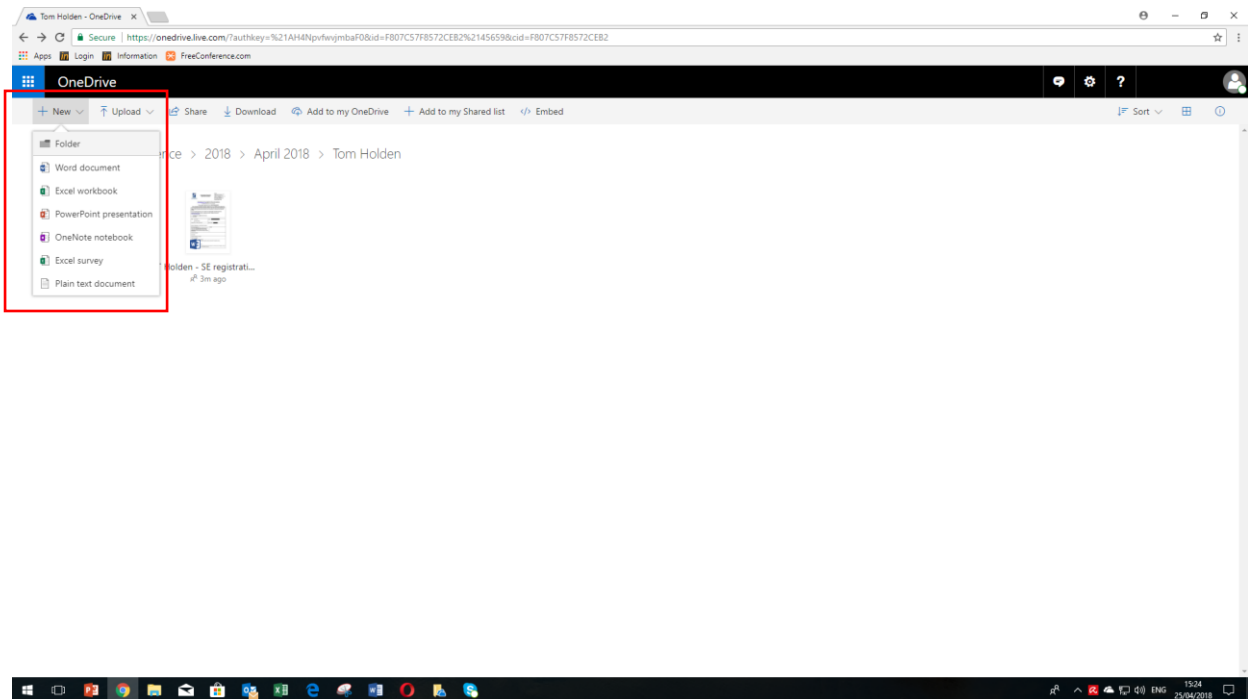 Tom Holden - OneDrive
Secure | https://onedrive.live.com/?authkey=%21AH4NpvfwvjmbaF0&id=F807C57F8572CEB2%2145659&cid=F807C57F8572CEB2
Apps Login Information FreeConference.com
OneDrive ?
New Upload Share Download Add to my OneDrive Add to my Shared list Embed Sort
Folder
ence > 2018 > April 2018 > Tom Holden
Word document
Excel workbook
PowerPoint presentation
OneNote notebook
Excel survey
Holden - SE registrati...
3m ago
Plain text document
ENG 15:24
25/04/2018